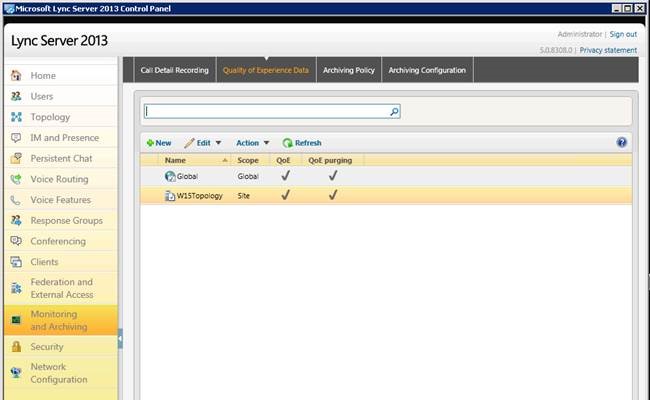 Microsoft Lync Server 2013 Control Panel
Lync Server 2013
Administrator | Sign out
5.0.8308.0 | Privacy statement
Home
Users
Topology
IM and Presence
Persistent Chat
Voice Routing
Voice Features
Response Groups
Conferencing
Clients
Federation and
External Access
Monitoring
and Archiving
Security
Network
Configuration
Call Detail Recording
Quality of Experience Data
Archiving Policy
Archiving Configuration
New Edit Action Refresh
Name Scope QoE QoE purging
Global Global
W15Topology Site